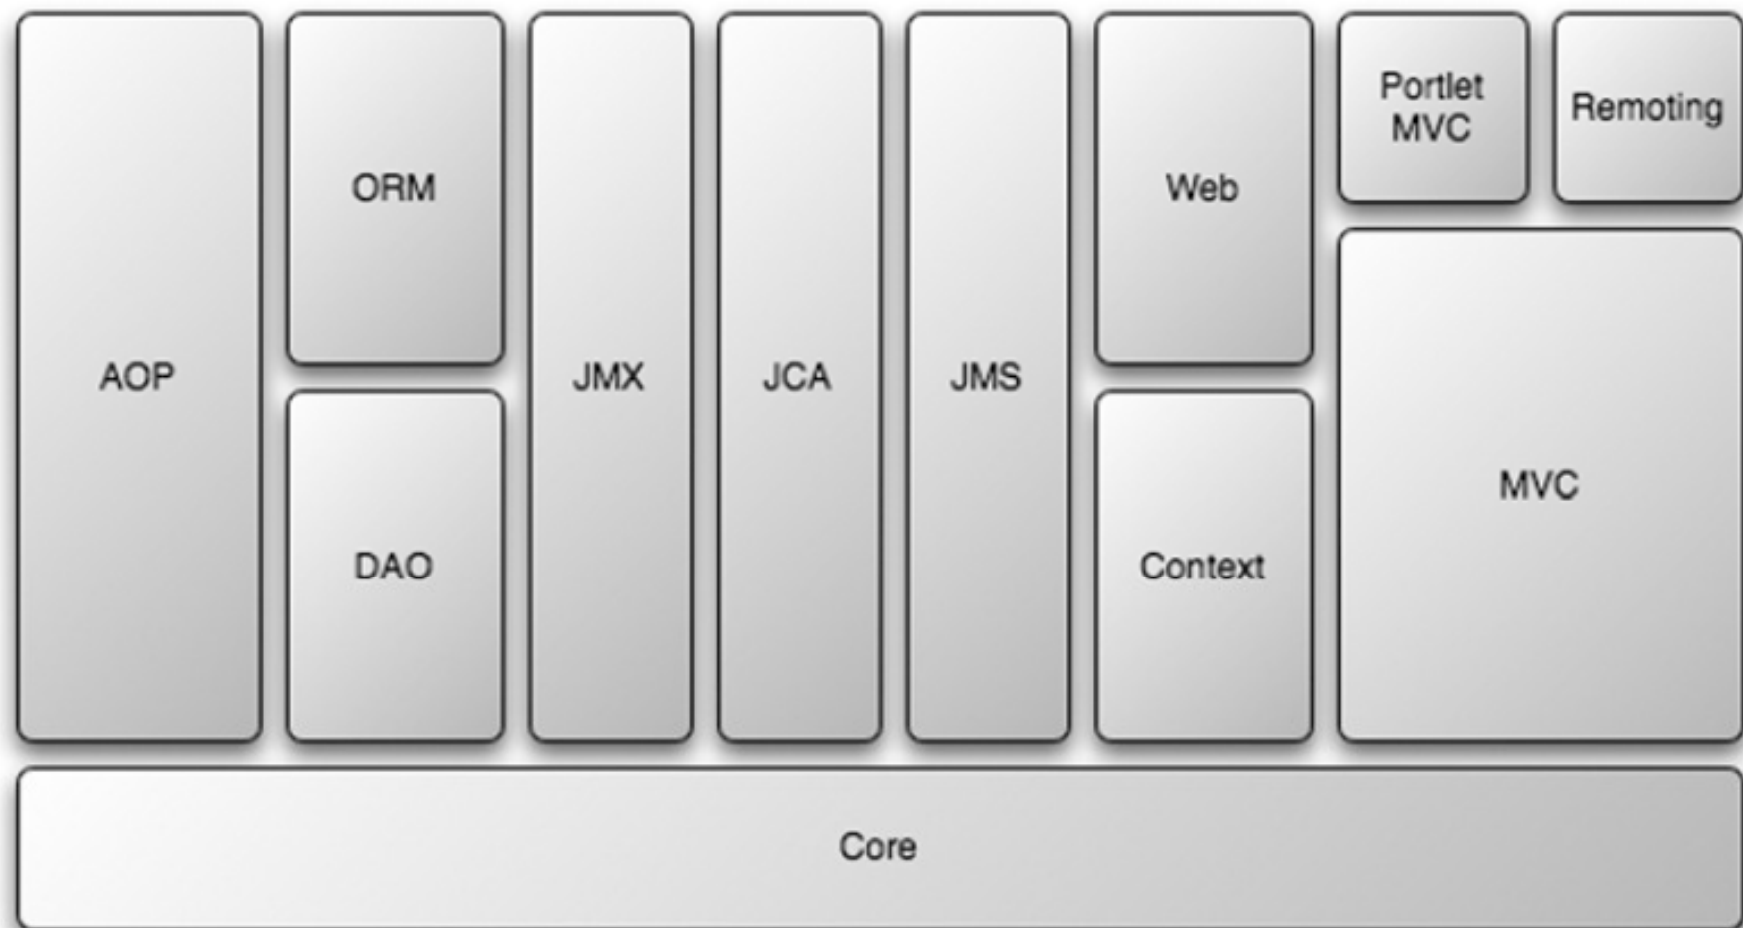 Portlet
MVC
Remoting
ORM
Web
AOP
JMX
JCA
JMS
MVC
DAO
Context
Core